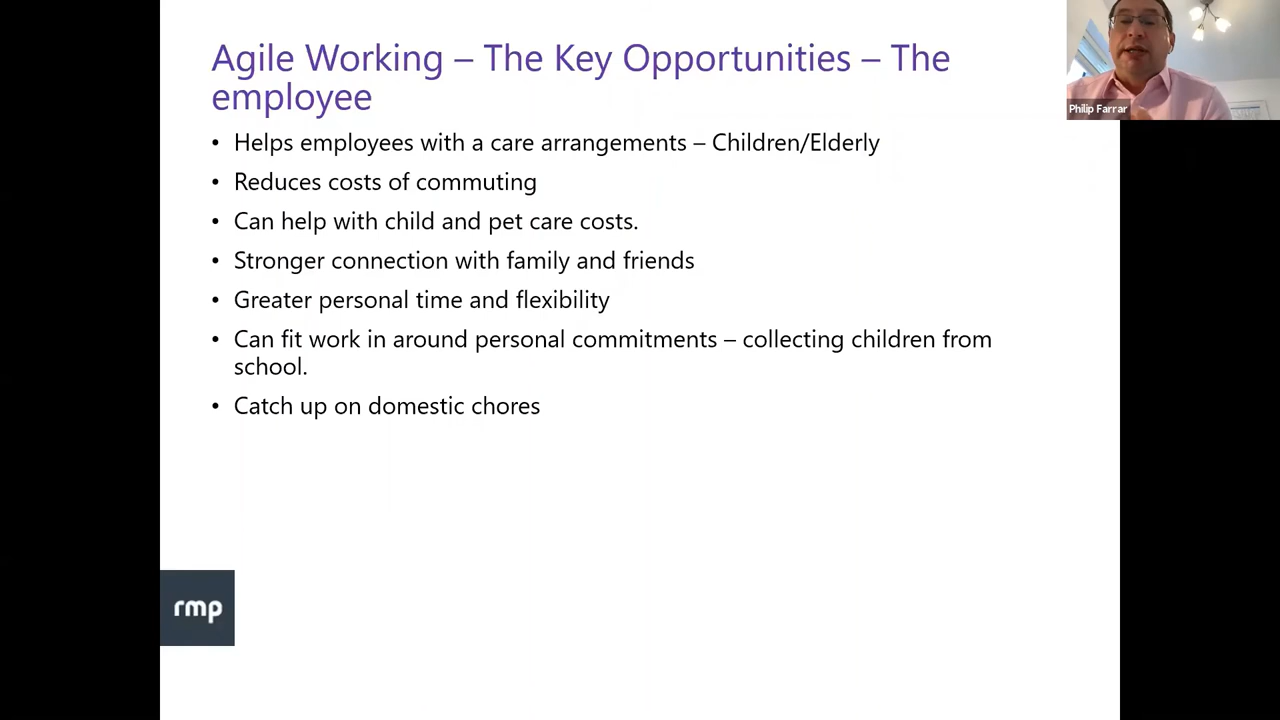 Agile Working – The Key Opportunities – The
employee
• Helps employees with a care arrangements – Children/Elderly
• Reduces costs of commuting
• Can help with child and pet care costs.
• Stronger connection with family and friends
• Greater personal time and flexibility
• Can fit work in around personal commitments – collecting children from
school.
• Catch up on domestic chores
rmp
Philip Farrar